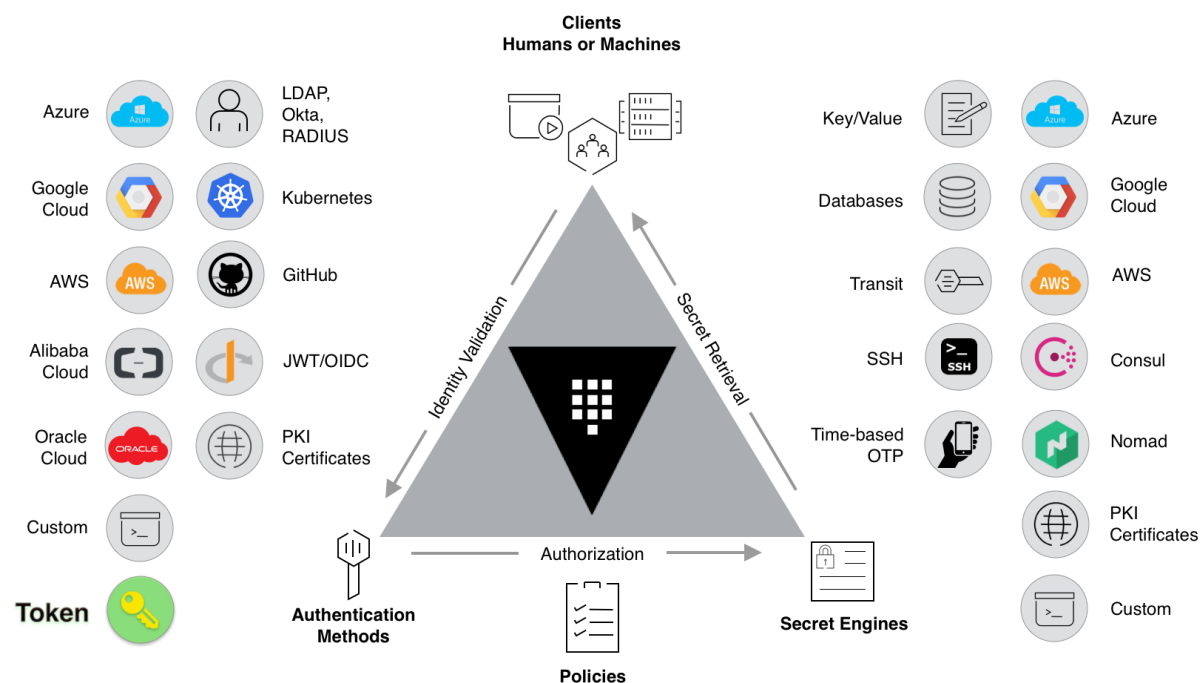 Clients
Humans or Machines
Azure
Azure
LDAP,
Okta,
RADIUS
Google
Cloud
Kubernetes
AWS
AWS
GitHub
Alibaba
Cloud
JWT/OIDC
Oracle
Cloud
ORACLE
PKI
Certificates
Custom
>_
Token
Identity Validation
Secret Retrieval
Authorization
Authentication
Methods
Policies
Secret Engines
Key/Value
Azure
Azure
Databases
Google
Cloud
Transit
AWS
AWS
SSH
>_
SSH
Consul
Time-based
OTP
Nomad
PKI
Certificates
>_
Custom